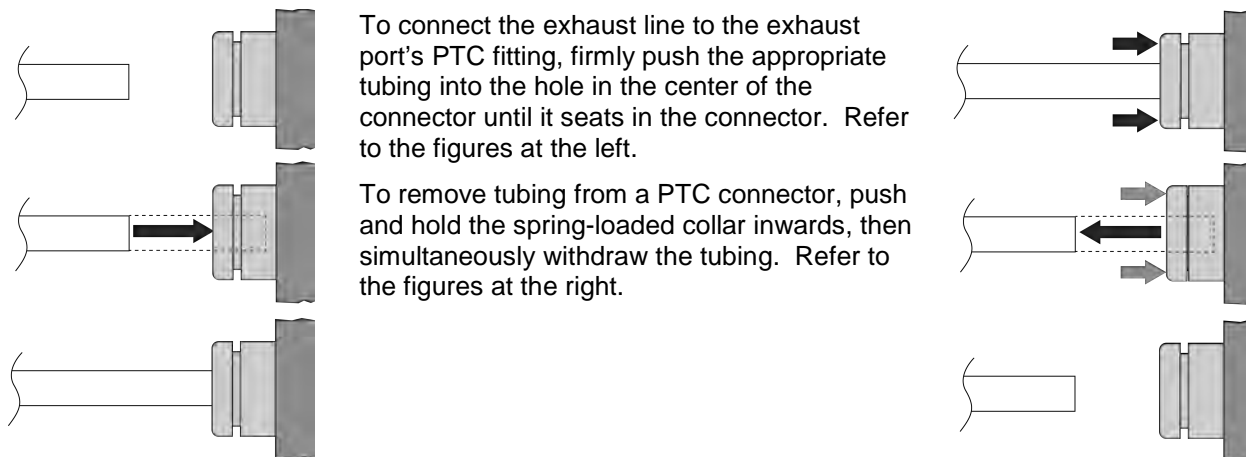 To connect the exhaust line to the exhaust
port's PTC fitting, firmly push the appropriate
tubing into the hole in the center of the
connector until it seats in the connector.  Refer
to the figures at the left.
To remove tubing from a PTC connector, push
and hold the spring-loaded collar inwards, then
simultaneously withdraw the tubing.  Refer to
the figures at the right.